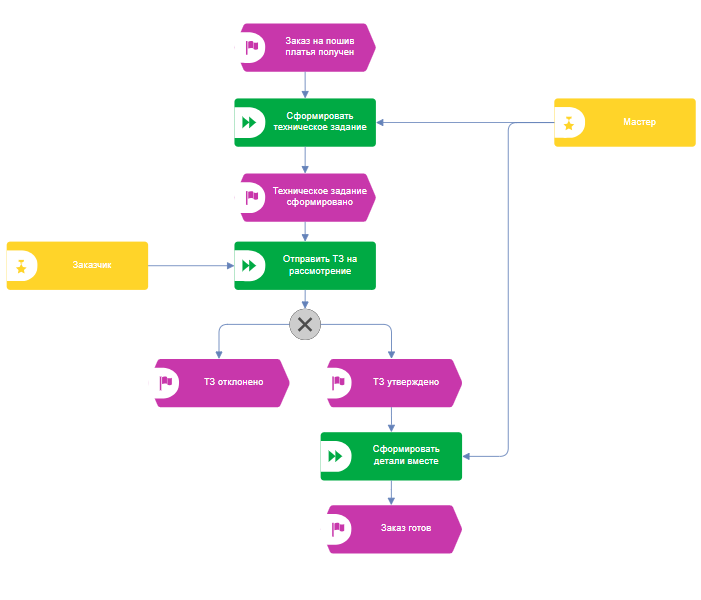 Заказ на пошив
платья получен
Сформировать
техническое задание
Мастер
Техническое задание
сформировано
Заказчик
Отправить ТЗ на
рассмотрение
ТЗ отклонено
ТЗ утверждено
Сформировать
детали вместе
Заказ готов